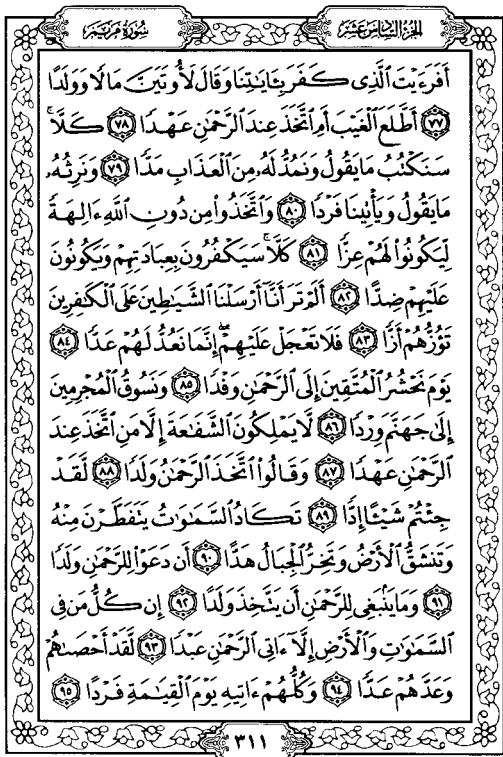 الجزء السادس عشر
سورة مريم
أَفَرَءَيْتَ ٱلَّذِى كَفَرَ بِـَٔايَـٰتِنَا وَقَالَ لَأُوتَيَنَّ مَالًا وَوَلَدًا
٧٧ أَطَّلَعَ ٱلْغَيْبَ أَمِ ٱتَّخَذَ عِندَ ٱلرَّحْمَـٰنِ عَهْدًا ٧٨ كَلَّا ۚ
سَنَكْتُبُ مَا يَقُولُ وَنَمُدُّ لَهُۥ مِنَ ٱلْعَذَابِ مَدًّا ٧٩ وَنَرِثُهُۥ
مَا يَقُولُ وَيَأْتِينَا فَرْدًا ٨٠ وَٱتَّخَذُوا۟ مِن دُونِ ٱللَّهِ ءَالِهَةً
لِّيَكُونُوا۟ لَهُمْ عِزًّا ٨١ كَلَّا ۚ سَيَكْفُرُونَ بِعِبَادَتِهِمْ وَيَكُونُونَ
عَلَيْهِمْ ضِدًّا ٨٢ أَلَمْ تَرَ أَنَّآ أَرْسَلْنَا ٱلشَّيَـٰطِينَ عَلَى ٱلْكَـٰفِرِينَ
تَؤُزُّهُمْ أَزًّا ٨٣ فَلَا تَعْجَلْ عَلَيْهِمْ ۖ إِنَّمَا نَعُدُّ لَهُمْ عَدًّا ٨٤
يَوْمَ نَحْشُرُ ٱلْمُتَّقِينَ إِلَى ٱلرَّحْمَـٰنِ وَفْدًا ٨٥ وَنَسُوقُ ٱلْمُجْرِمِينَ
إِلَىٰ جَهَنَّمَ وِرْدًا ٨٦ لَّا يَمْلِكُونَ ٱلشَّفَـٰعَةَ إِلَّا مَنِ ٱتَّخَذَ عِندَ
ٱلرَّحْمَـٰنِ عَهْدًا ٨٧ وَقَالُوا۟ ٱتَّخَذَ ٱلرَّحْمَـٰنُ وَلَدًا ٨٨ لَّقَدْ
جِئْتُمْ شَيْـًٔا إِدًّا ٨٩ تَكَادُ ٱلسَّمَـٰوَٰتُ يَتَفَطَّرْنَ مِنْهُ
وَتَنشَقُّ ٱلْأَرْضُ وَتَخِرُّ ٱلْجِبَالُ هَدًّا ٩٠ أَن دَعَوْا۟ لِلرَّحْمَـٰنِ وَلَدًا
٩١ وَمَا يَنۢبَغِى لِلرَّحْمَـٰنِ أَن يَتَّخِذَ وَلَدًا ٩٢ إِن كُلُّ مَن فِى
ٱلسَّمَـٰوَٰتِ وَٱلْأَرْضِ إِلَّآ ءَاتِى ٱلرَّحْمَـٰنِ عَبْدًا ٩٣ لَّقَدْ أَحْصَىٰهُمْ
وَعَدَّهُمْ عَدًّا ٩٤ وَكُلُّهُمْ ءَاتِيهِ يَوْمَ ٱلْقِيَـٰمَةِ فَرْدًا ٩٥
٣١١